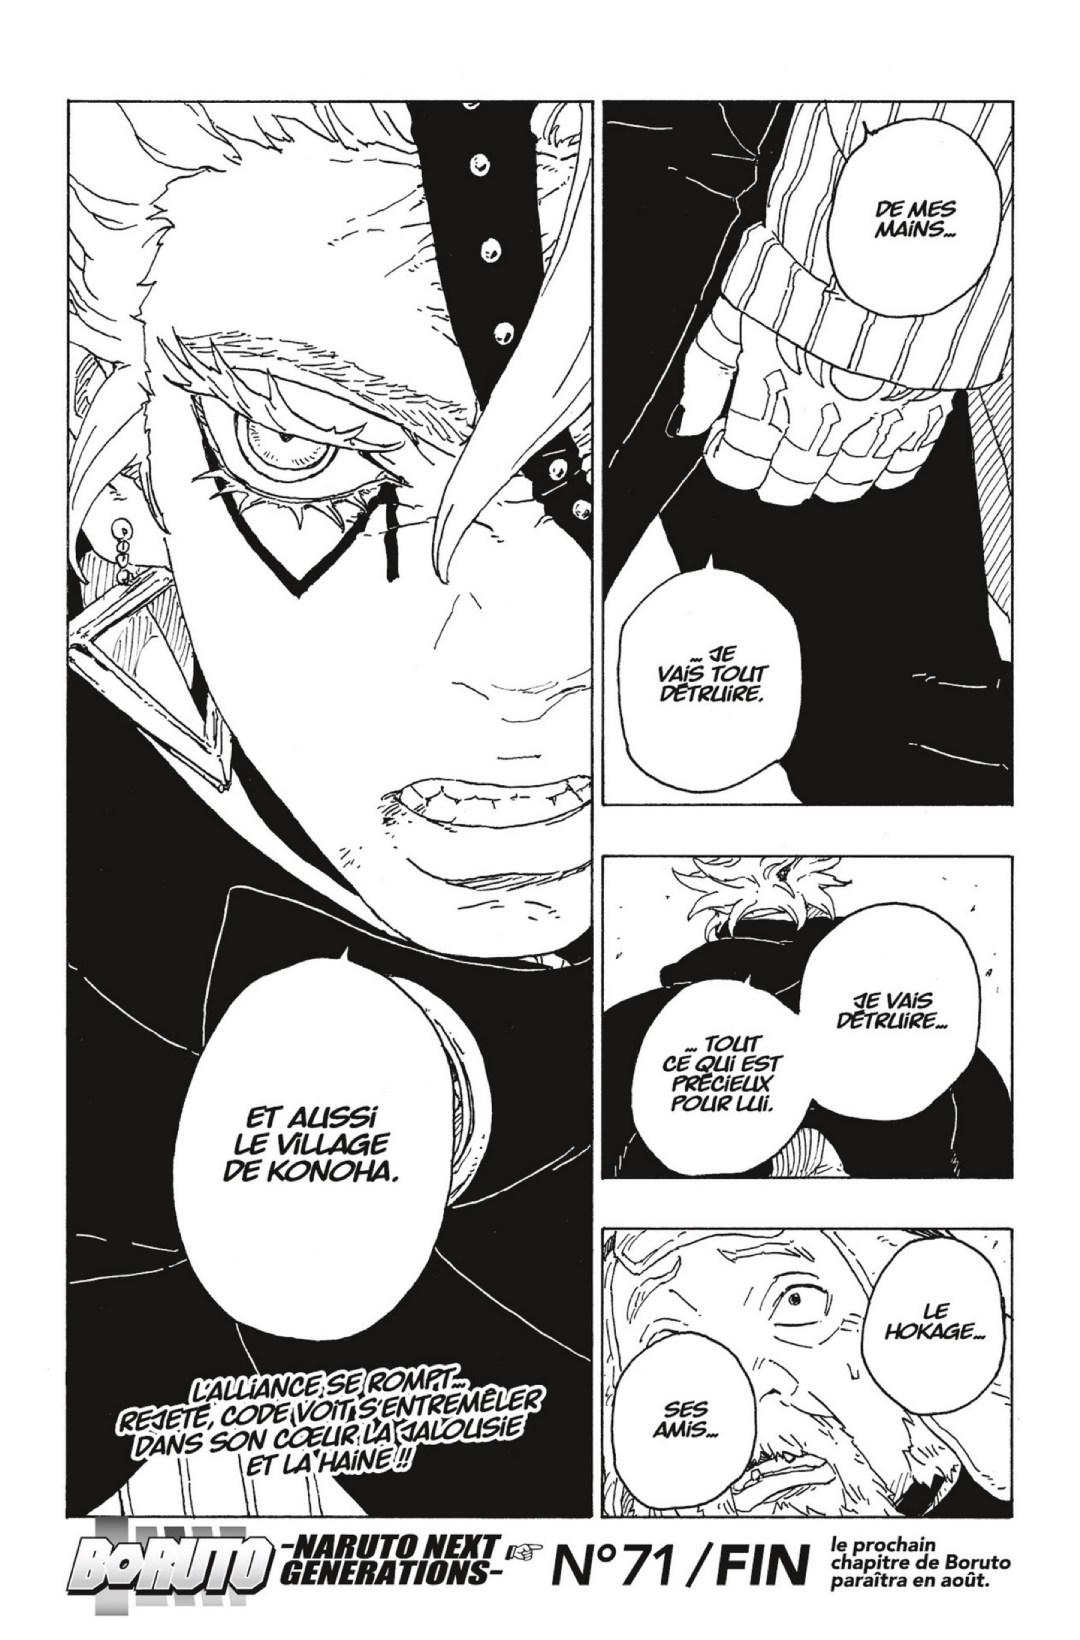 DE MES
MAINS...
... JE
VAIS TOUT
DÉTRUIRE.
JE VAIS
DÉTRUIRE...
... TOUT
CE QUI EST
PRÉCIEUX
POUR LUI.
LE
HOKAGE...
SES
AMIS...
ET AUSSI
LE VILLAGE
DE KONOHA.
L'ALLIANCE SE ROMPT...
REJETÉ, CODE VOIT S'ENTREMÊLER
DANS SON COEUR LA JALOUSIE
ET LA HAINE !!
BORUTO
-NARUTO NEXT
GENERATIONS-
N°71/FIN
le prochain
chapitre de Boruto
paraîtra en août.